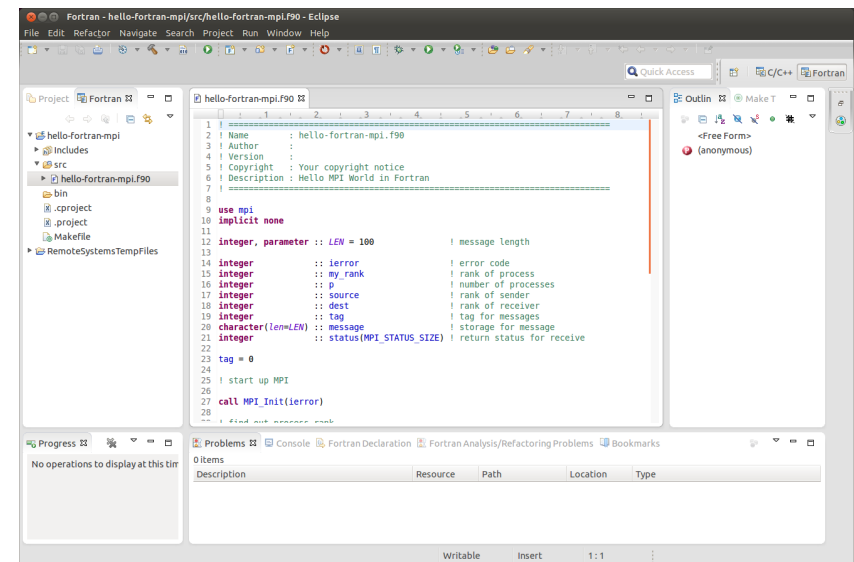 Fortran - hello-fortran-mpi/src/hello-fortran-mpi.f90 - Eclipse
File Edit Refactor Navigate Search Project Run Window Help
Quick Access
C/C++
Fortran
Project
Fortran
hello-fortran-mpi.f90
Outlin
Make T
hello-fortran-mpi
Includes
src
hello-fortran-mpi.f90
bin
.cproject
.project
Makefile
RemoteSystemsTempFiles
1 2 3 4 5 6 7 8
1 ! ==================================================================================
2 ! Name : hello-fortran-mpi.f90
3 ! Author :
4 ! Version :
5 ! Copyright : Your copyright notice
6 ! Description : Hello MPI World in Fortran
7 ! ==================================================================================
8
9 use mpi
10 implicit none
11
12 integer, parameter :: LEN = 100 ! message length
13
14 integer :: ierror ! error code
15 integer :: my_rank ! rank of process
16 integer :: p ! number of processes
17 integer :: source ! rank of sender
18 integer :: dest ! rank of receiver
19 integer :: tag ! tag for messages
20 character(len=LEN) :: message ! storage for message
21 integer :: status(MPI_STATUS_SIZE) ! return status for receive
22
23 tag = 0
24
25 ! start up MPI
26
27 call MPI_Init(ierror)
28
<Free Form>
(anonymous)
Progress
No operations to display at this tim
Problems Console Fortran Declaration Fortran Analysis/Refactoring Problems Bookmarks
0 items
Description Resource Path Location Type
Writable Insert 1 : 1